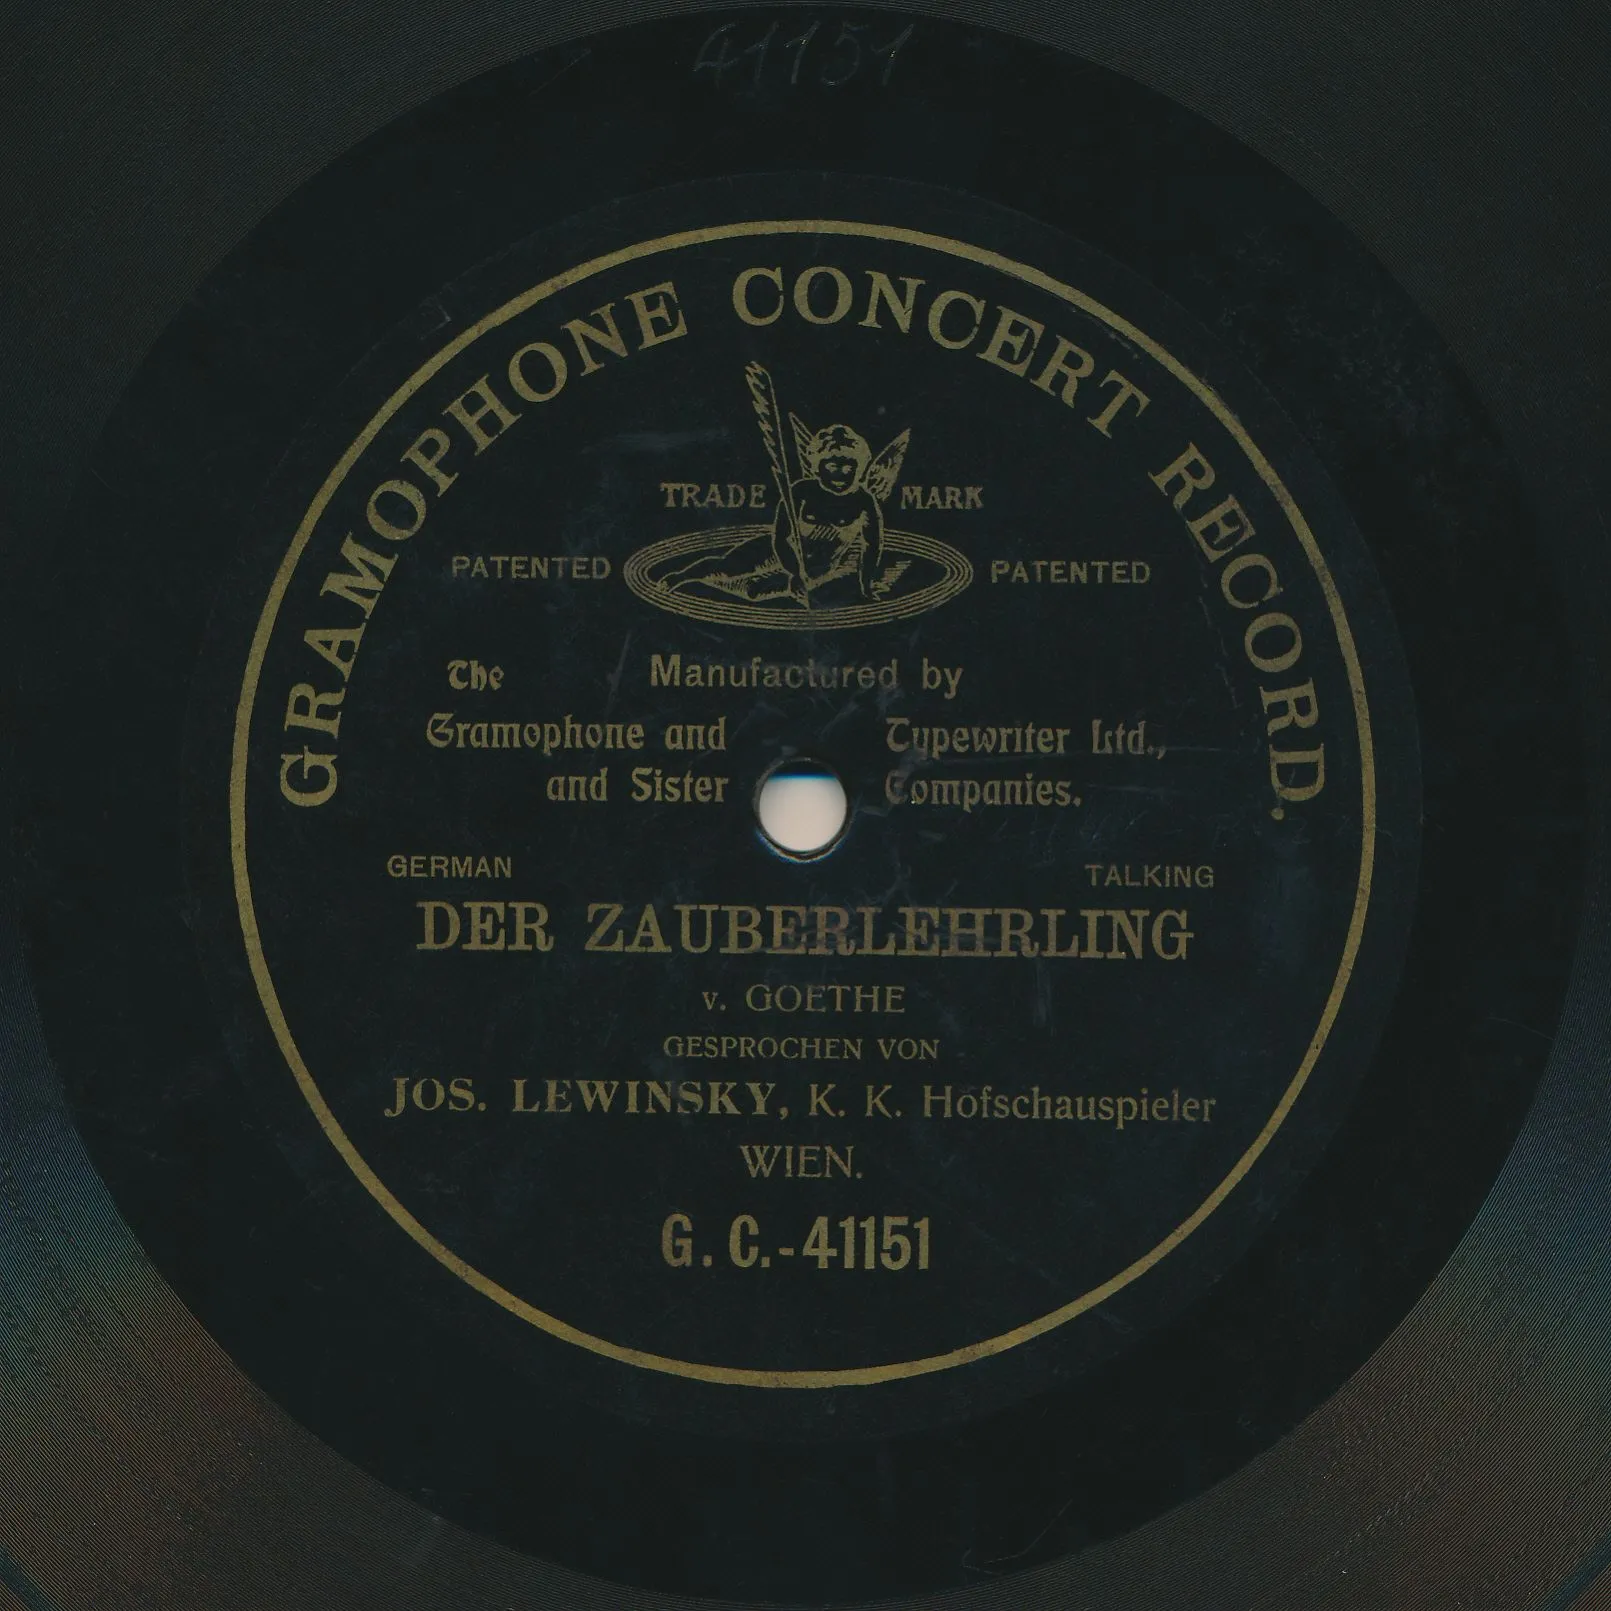 41151
GRAMOPHONE CONCERT RECORD.
TRADE MARK
PATENTED PATENTED
Manufactured by
The
Gramophone and Typewriter Ltd.,
and Sister Companies.
GERMAN TALKING
DER ZAUBERLEHRLING
v. GOETHE
GESPROCHEN VON
JOS. LEWINSKY, K. K. Hofschauspieler
WIEN.
G. C.-41151